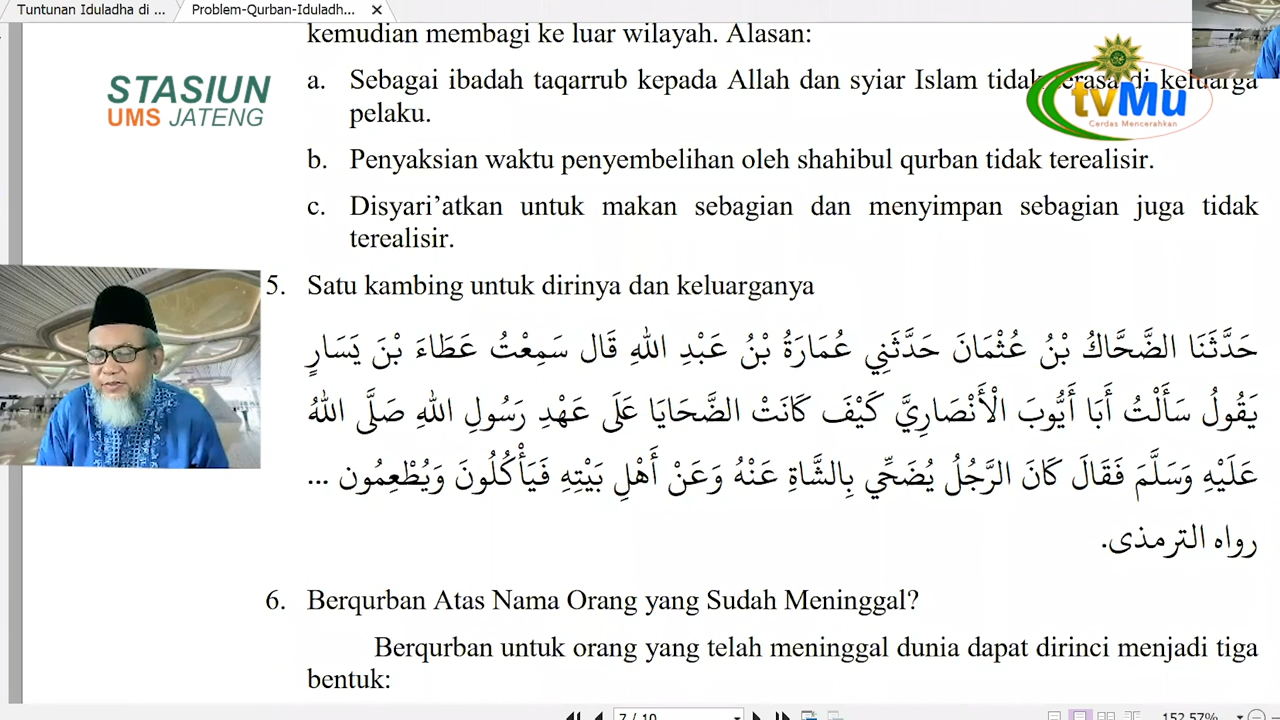 Tuntunan Iduladha di ...
Problem-Qurban-Iduladh...
kemudian membagi ke luar wilayah. Alasan:
STASIUN
UMS JATENG
tvMu
Cerdas Mencerahkan
a. Sebagai ibadah taqarrub kepada Allah dan syiar Islam tidak terasa di keluarga
pelaku.
b. Penyaksian waktu penyembelihan oleh shahibul qurban tidak terealisir.
c. Disyari’atkan untuk makan sebagian dan menyimpan sebagian juga tidak
terealisir.
5. Satu kambing untuk dirinya dan keluarganya
حَدَّثَنَا الضَّحَّاكُ بْنُ عُثْمَانَ حَدَّثَنِي عُمَارَةُ بْنُ عَبْدِ اللهِ قَال سَمِعْتُ عَطَاءَ بْنَ يَسَارٍ
يَقُولُ سَأَلْتُ أَبَا أَيُّوبَ الْأَنْصَارِيَّ كَيْفَ كَانَتْ الضَّحَايَا عَلَى عَهْدِ رَسُولِ اللهِ صَلَّى اللهُ
عَلَيْهِ وَسَلَّمَ فَقَالَ كَانَ الرَّجُلُ يُضَحِّي بِالشَّاةِ عَنْهُ وَعَنْ أَهْلِ بَيْتِهِ فَيَأْكُلُونَ وَيُطْعِمُون ...
رواه الترمذى.
6. Berqurban Atas Nama Orang yang Sudah Meninggal?
Berqurban untuk orang yang telah meninggal dunia dapat dirinci menjadi tiga
bentuk:
7 / 10
152,57%